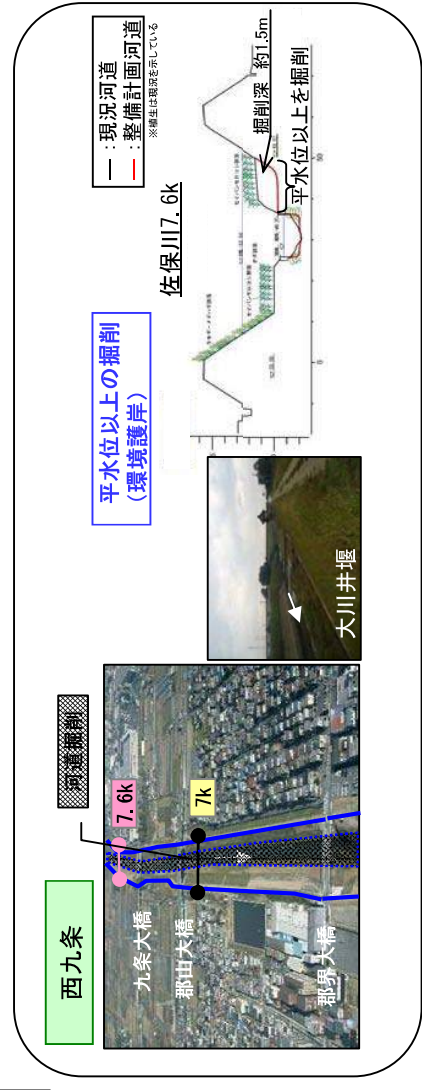 西九条
河道掘削
7.6k
7k
九条大橋
郡山大橋
郡界大橋
大川井堰
平水位以上の掘削
(環境護岸)
佐保川7.6k
:現況河道
:整備計画河道
※植生は現況を示している
掘削深 約1.5m
平水位以上を掘削
0
50